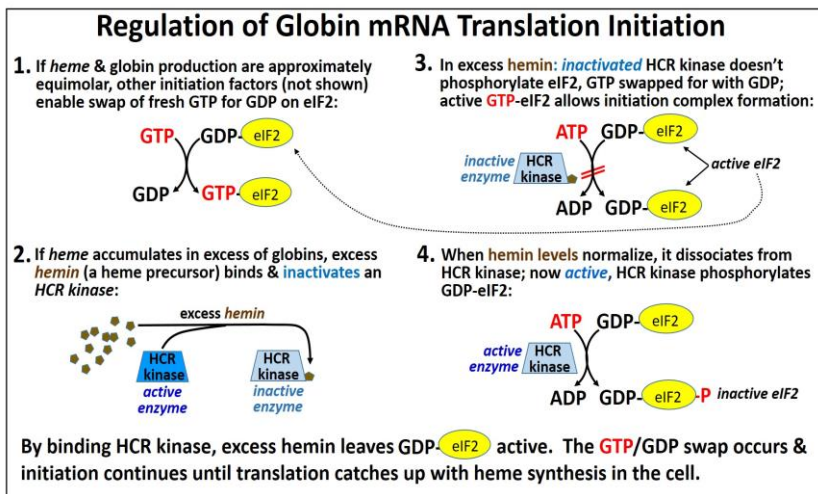 Regulation of Globin mRNA Translation Initiation
1. If heme & globin production are approximately
equimolar, other initiation factors (not shown)
enable swap of fresh GTP for GDP on eIF2:
GTP GDP- eIF2
GDP GTP- eIF2
2. If heme accumulates in excess of globins, excess
hemin (a heme precursor) binds & inactivates an
HCR kinase:
excess hemin
HCR
kinase
active
enzyme
HCR
kinase
inactive
enzyme
3. In excess hemin: inactivated HCR kinase doesn't
phosphorylate eIF2, GTP swapped for with GDP;
active GTP-eIF2 allows initiation complex formation:
ATP GDP- eIF2
inactive
enzyme
HCR
kinase
active eIF2
ADP GDP- eIF2
4. When hemin levels normalize, it dissociates from
HCR kinase; now active, HCR kinase phosphorylates
GDP-eIF2:
ATP GDP- eIF2
active
enzyme
HCR
kinase
ADP GDP- eIF2 -P inactive eIF2
By binding HCR kinase, excess hemin leaves GDP- eIF2 active. The GTP/GDP swap occurs &
initiation continues until translation catches up with heme synthesis in the cell.